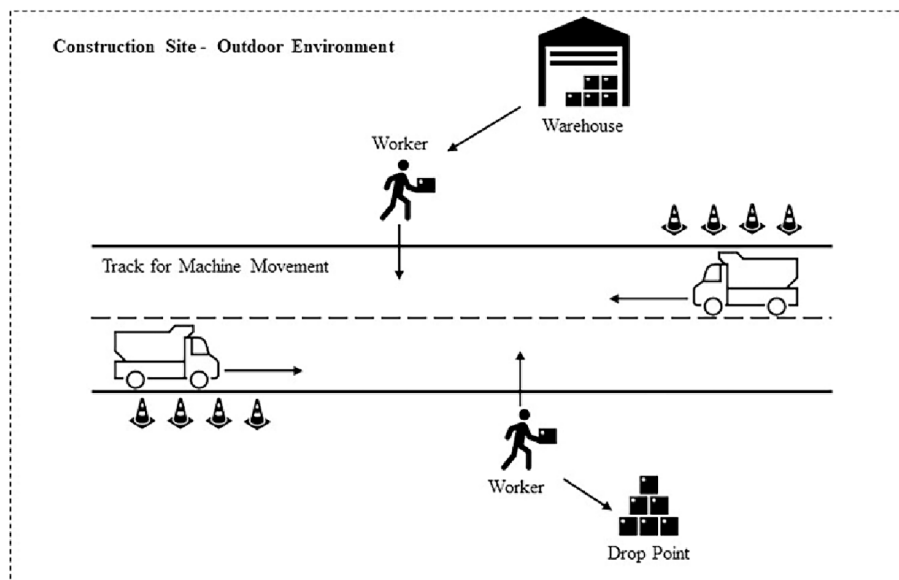 Construction Site - Outdoor Environment
Warehouse
Worker
Track for Machine Movement
Worker
Drop Point